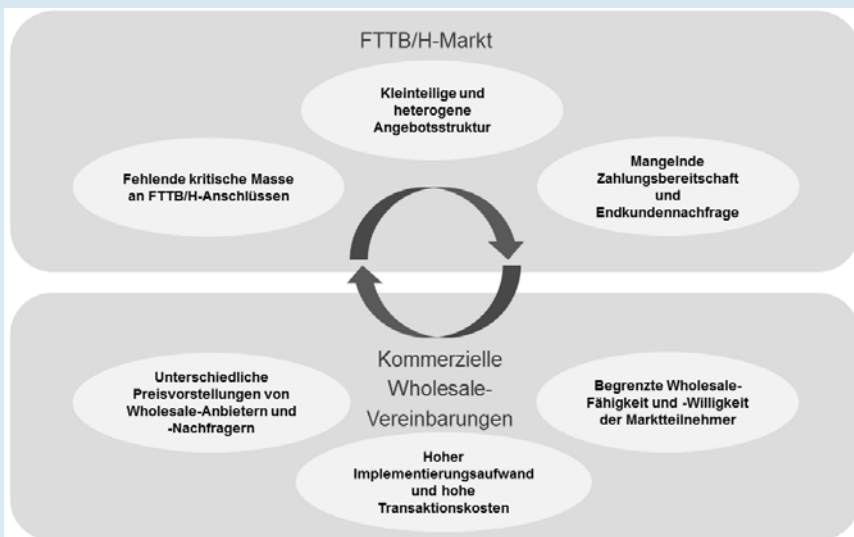 FTTB/H-Markt
Kleinteilige und
heterogene
Angebotsstruktur
Fehlende kritische Masse
an FTTB/H-Anschlüssen
Mangelnde
Zahlungsbereitschaft
und
Endkundennachfrage
Kommerzielle
Wholesale-
Vereinbarungen
Unterschiedliche
Preisvorstellungen von
Wholesale-Anbietern und
-Nachfragern
Begrenzte Wholesale-
Fähigkeit und -Willigkeit
der Marktteilnehmer
Hoher
Implementierungsaufwand
und hohe
Transaktionskosten